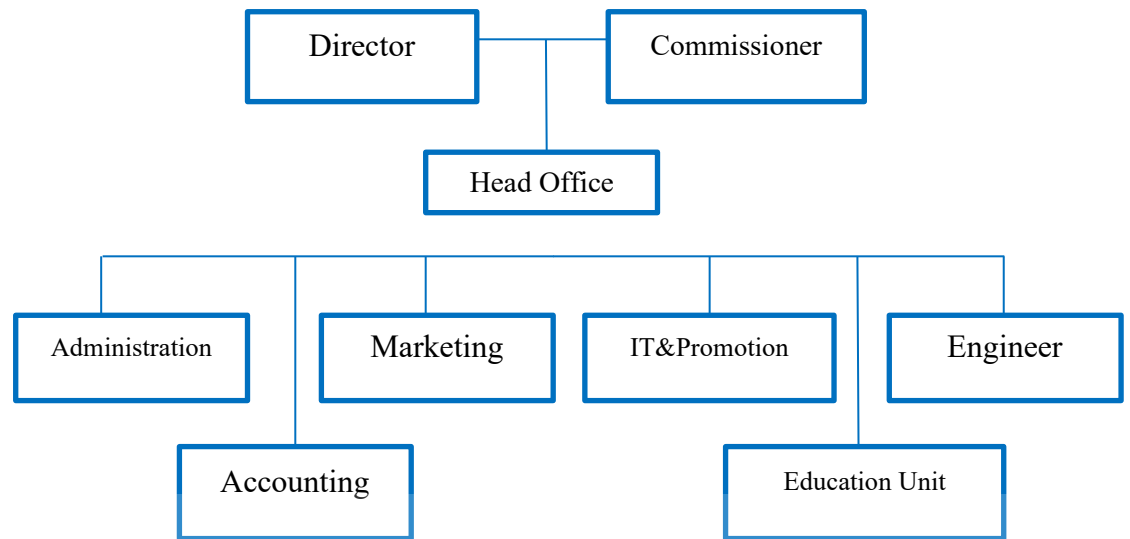 Director
Commissioner
Head Office
Administration
Marketing
IT&Promotion
Engineer
Accounting
Education Unit